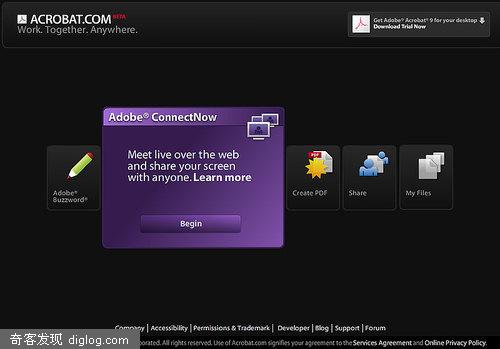 ACROBAT.COM BETA
Work. Together. Anywhere.
Get Adobe® Acrobat® 9 for your desktop
Download Trial Now
Adobe® ConnectNow
Meet live over the web
and share your screen
with anyone. Learn more
Begin
Adobe®
Buzzword®
PDF
Create PDF
Share
My Files
Company | Accessibility | Permissions & Trademark | Developer | Blog | Support | Forum
orporated. All rights reserved. Use of Acrobat.com signifies your agreement to the Services Agreement and Online Privacy Policy.
奇客发现 diglog.com